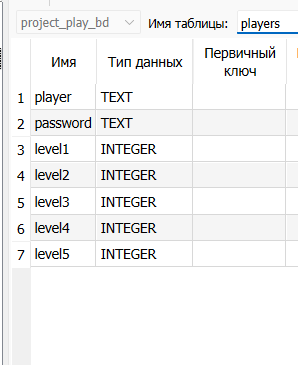 project_play_bd Имя таблицы: players
Имя Тип данных Первичный ключ
1 player TEXT
2 password TEXT
3 level1 INTEGER
4 level2 INTEGER
5 level3 INTEGER
6 level4 INTEGER
7 level5 INTEGER